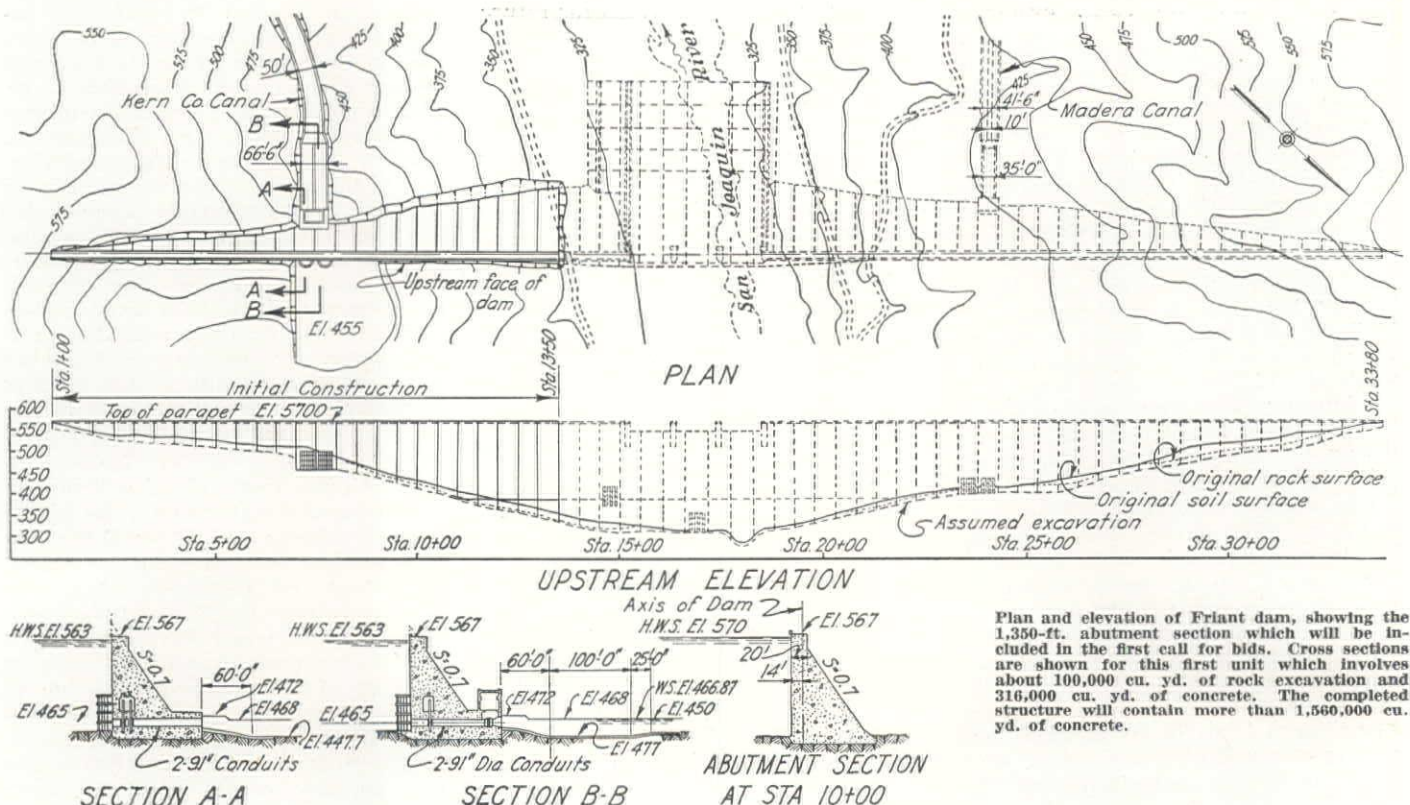 550
525
500
475
50'
425
400
375
350
325
River
325
350
375
400
450
475
500
525
550
575
425
41'-6"
10'
Madera Canal
Kern Co. Canal
450
B
66'-6"
35'-0"
A
Joaquin
575
San
A
Upstream face of
dam
B
El. 455
Sta. 1+00
Sta. 13+50
Sta. 33+80
PLAN
Initial Construction
Top of parapet El. 570.0
600
550
500
450
400
350
300
Original rock surface
Original soil surface
Assumed excavation
Sta. 5+00
Sta. 10+00
Sta. 15+00
Sta. 20+00
Sta. 25+00
Sta. 30+00
UPSTREAM ELEVATION
H.W.S. El. 563
El. 567
S=0.7
60'-0"
El. 472
El. 468
El. 465
El. 447.7
2-91" Conduits
SECTION A-A
H.W.S. El. 563
El. 567
S=0.7
60'-0"
100'-0"
25'-0"
El. 472
El. 468
W.S. El. 466.87
El. 450
El. 465
El. 477
2-91" Dia Conduits
SECTION B-B
Axis of Dam
H.W.S. El. 570
El. 567
20'
14'
S=0.7
ABUTMENT SECTION
AT STA 10+00
Plan and elevation of Friant dam, showing the
1,350-ft. abutment section which will be in-
cluded in the first call for bids. Cross sections
are shown for this first unit which involves
about 100,000 cu. yd. of rock excavation and
316,000 cu. yd. of concrete. The completed
structure will contain more than 1,560,000 cu.
yd. of concrete.